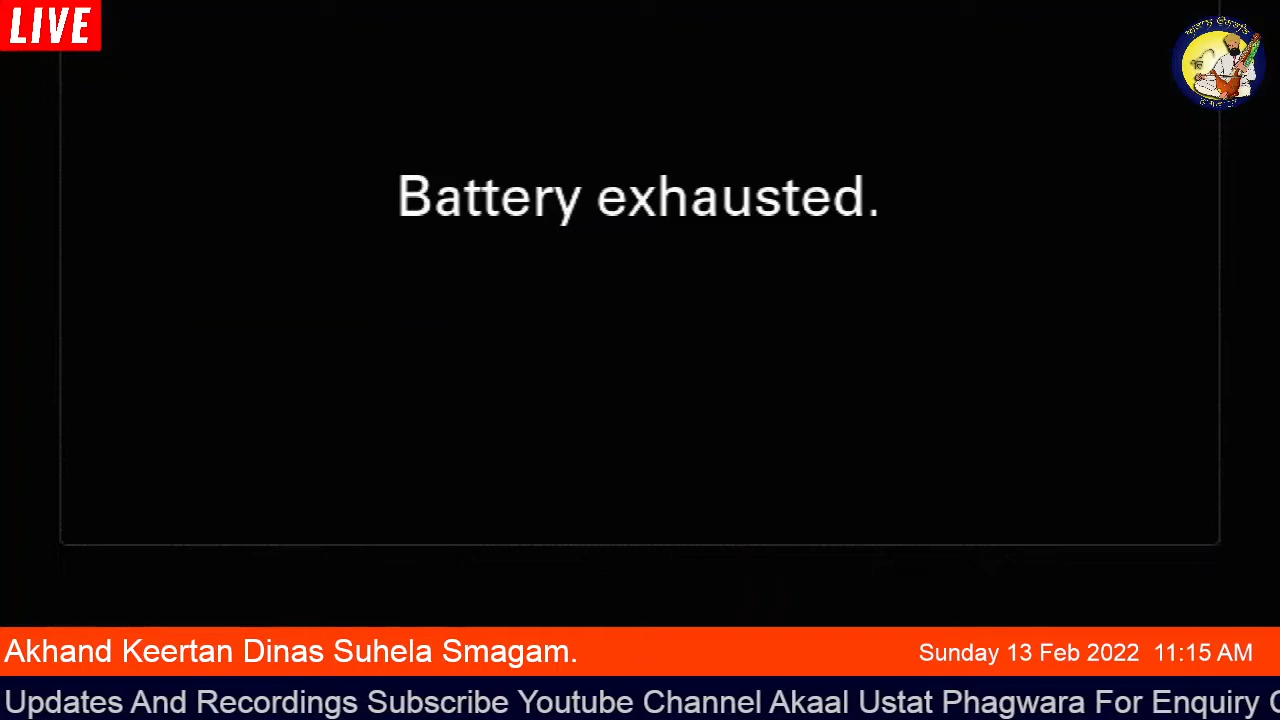 LIVE
Battery exhausted.
Akhand Keertan Dinas Suhela Smagam.
Sunday 13 Feb 2022 11:15 AM
Updates And Recordings Subscribe Youtube Channel Akaal Ustat Phagwara For Enquiry